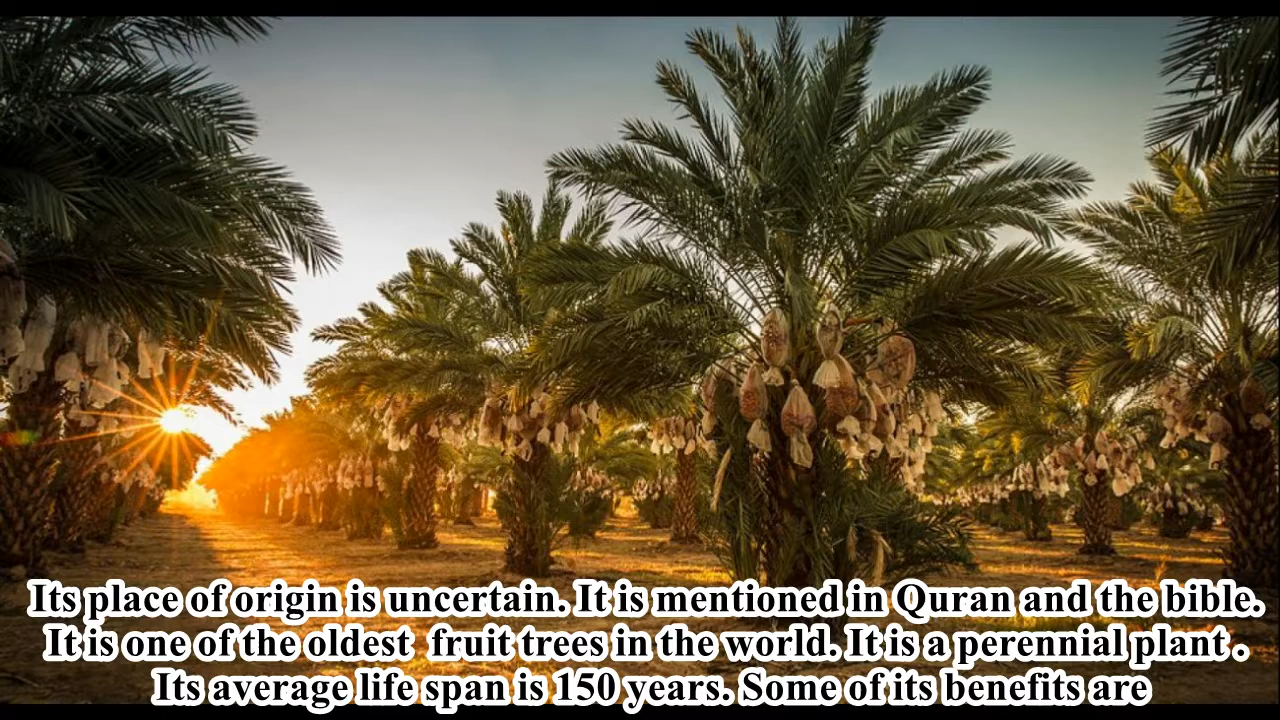 Its place of origin is uncertain. It is mentioned in Quran and the bible.
It is one of the oldest  fruit trees in the world. It is a perennial plant .
Its average life span is 150 years. Some of its benefits are